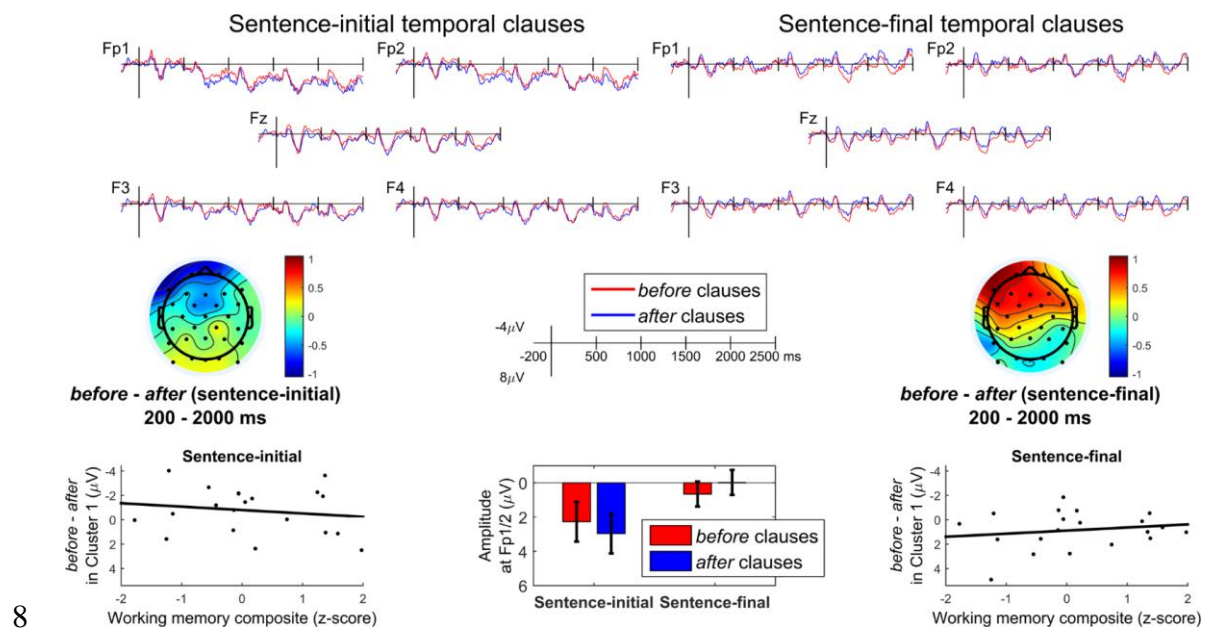 Sentence-initial temporal clauses
Sentence-final temporal clauses
Fp1
Fp2
Fz
F3
F4
Fp1
Fp2
Fz
F3
F4
1
0.5
0
-0.5
-1
before - after (sentence-initial)
200 - 2000 ms
before clauses
after clauses
-4μV
-200
500
1000
1500
2000
2500 ms
8μV
1
0.5
0
-0.5
-1
before - after (sentence-final)
200 - 2000 ms
Sentence-initial
before - after
in Cluster 1 (μV)
-4
-2
0
2
4
-2
-1
0
1
2
Working memory composite (z-score)
Amplitude
at Fp1/2 (μV)
0
2
4
6
before clauses
after clauses
Sentence-initial
Sentence-final
Sentence-final
before - after
in Cluster 1 (μV)
-4
-2
0
2
4
-2
-1
0
1
2
Working memory composite (z-score)
8